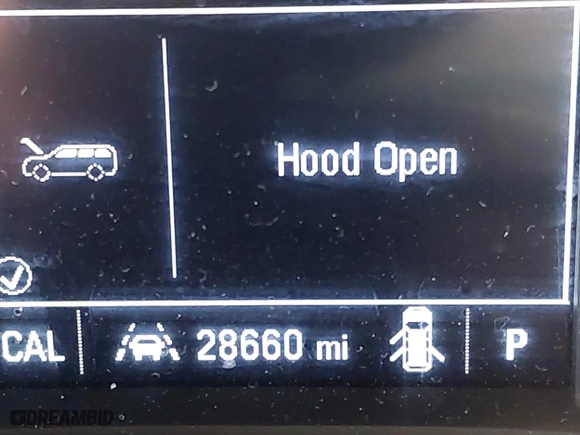 Hood Open
CAL
28660 mi
P
DREAMBID